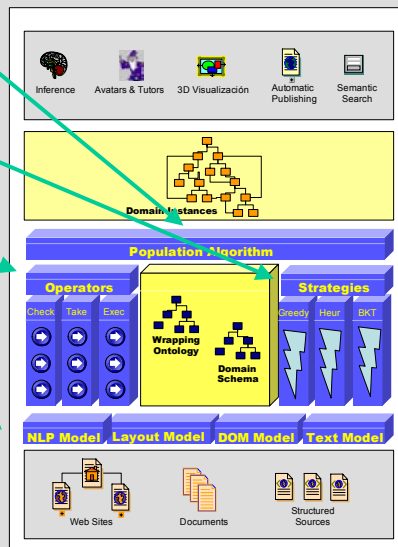 Inference
Avatars & Tutors
3D Visualización
Automatic
Publishing
Semantic
Search
Domain Instances
Population Algorithm
Operators
Strategies
Check
Take
Exec
Wrapping
Ontology
Domain
Schema
Greedy
Heur
BKT
NLP Model
Layout Model
DOM Model
Text Model
Web Sites
Documents
Structured
Sources